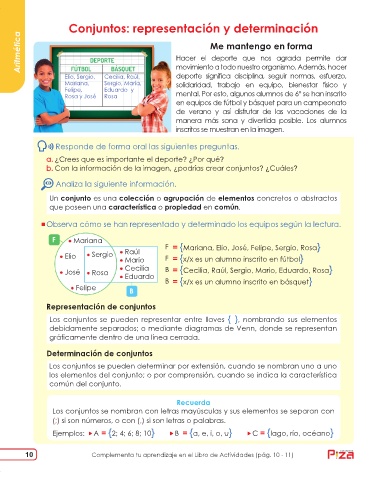 Aritmética
Conjuntos: representación y determinación
DEPORTE
FÚTBOL BÁSQUET
Elio, Sergio, Cecilia, Raúl,
Mariana, Sergio, Mario,
Felipe, Eduardo y
Rosa y José Rosa
Me mantengo en forma
Hacer el deporte que nos agrada permite dar
movimiento a todo nuestro organismo. Además, hacer
deporte significa disciplina, seguir normas, esfuerzo,
solidaridad, trabajo en equipo, bienestar físico y
mental. Por esto, algunos alumnos de 6° se han inscrito
en equipos de fútbol y básquet para un campeonato
de verano y así disfrutar de las vacaciones de la
manera más sana y divertida posible. Los alumnos
inscritos se muestran en la imagen.
Responde de forma oral las siguientes preguntas.
a. ¿Crees que es importante el deporte? ¿Por qué?
b. Con la información de la imagen, ¿podrías crear conjuntos? ¿Cuáles?
Analiza la siguiente información.
Un conjunto es una colección o agrupación de elementos concretos o abstractos
que poseen una característica o propiedad en común.
Observa cómo se han representado y determinado los equipos según la lectura.
F
• Mariana
• Elio • Sergio • Raúl
• Mario
• José • Rosa • Cecilia
• Eduardo
• Felipe
B
F = {Mariana, Elio, José, Felipe, Sergio, Rosa}
F = {x/x es un alumno inscrito en fútbol}
B = {Cecilia, Raúl, Sergio, Mario, Eduardo, Rosa}
B = {x/x es un alumno inscrito en básquet}
Representación de conjuntos
Los conjuntos se pueden representar entre llaves { }, nombrando sus elementos
debidamente separados; o mediante diagramas de Venn, donde se representan
gráficamente dentro de una línea cerrada.
Determinación de conjuntos
Los conjuntos se pueden determinar por extensión, cuando se nombran uno a uno
los elementos del conjunto; o por comprensión, cuando se indica la característica
común del conjunto.
Recuerda
Los conjuntos se nombran con letras mayúsculas y sus elementos se separan con
(;) si son números, o con (,) si son letras o palabras.
Ejemplos: ▸ A = {2; 4; 6; 8; 10} ▸ B = {a, e, i, o, u} ▸ C = {lago, río, océano}
10 Complementa tu aprendizaje en el Libro de Actividades (pág. 10 - 11)